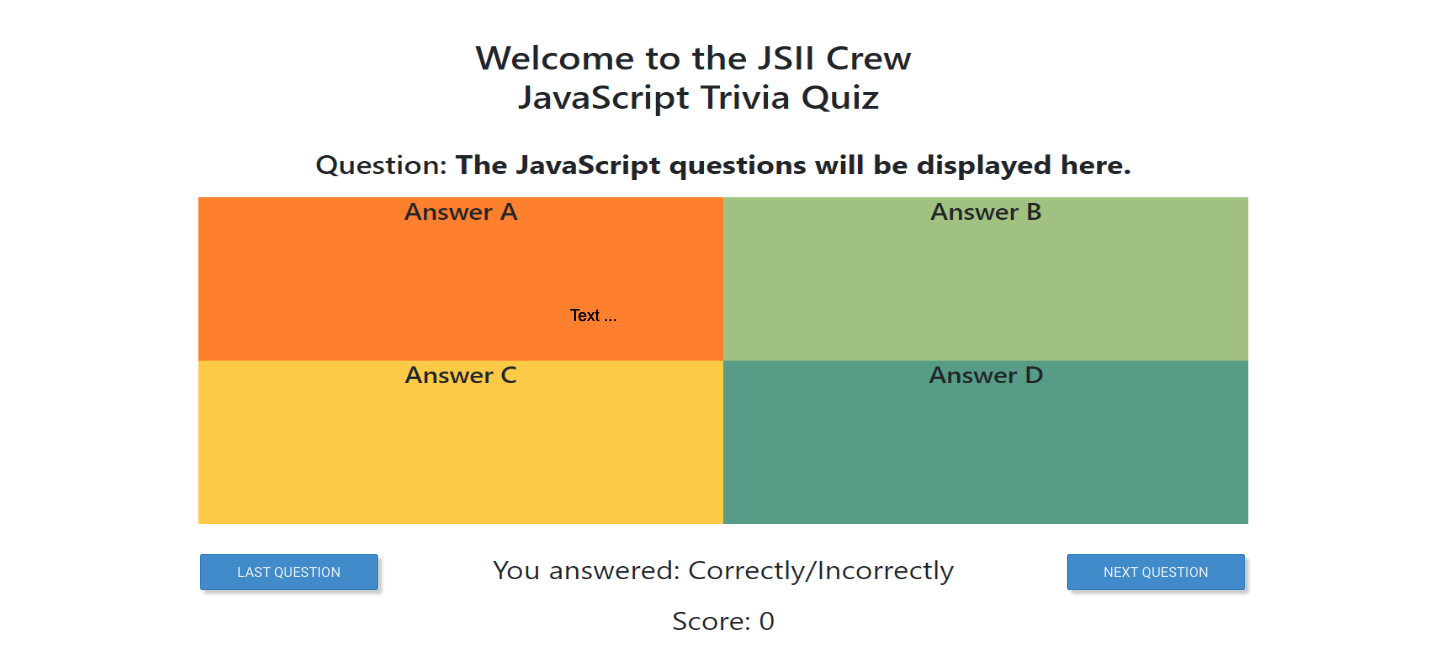 Welcome to the JSII Crew
JavaScript Trivia Quiz
Question: The JavaScript questions will be displayed here.
Answer A
Answer B
Text ...
Answer C
Answer D
LAST QUESTION
You answered: Correctly/Incorrectly
NEXT QUESTION
Score: 0